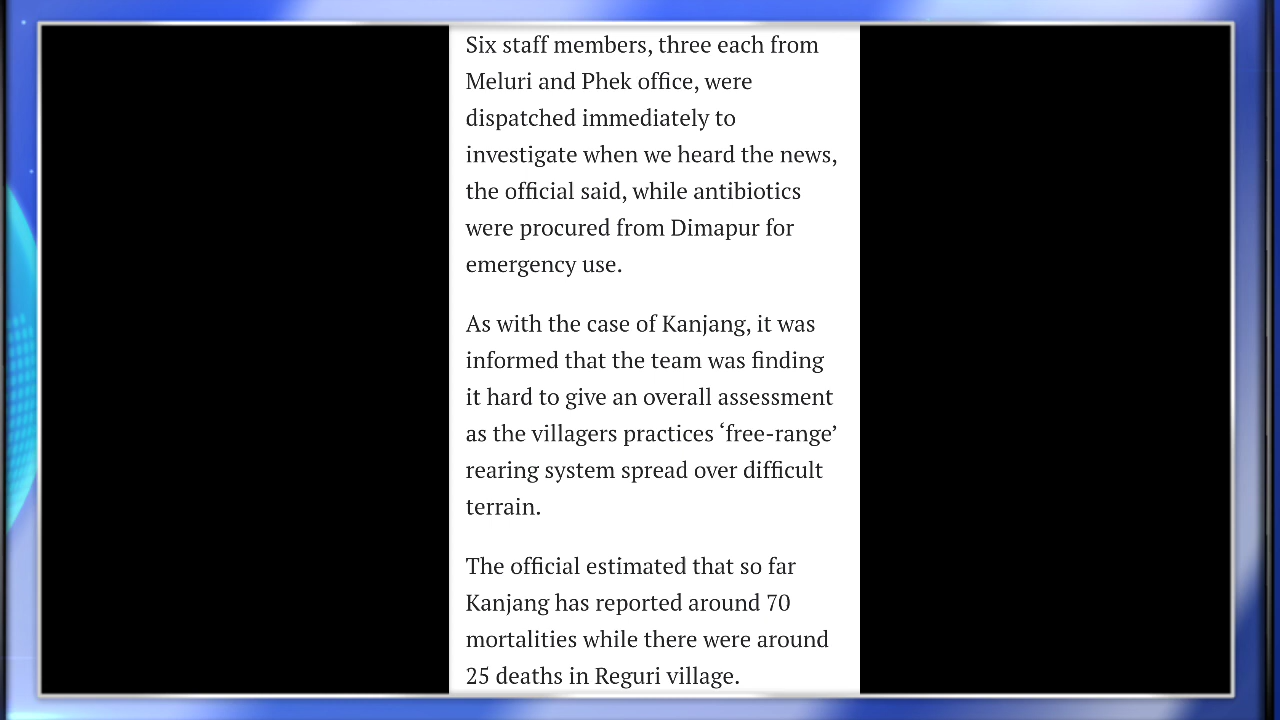 Six staff members, three each from
Meluri and Phek office, were
dispatched immediately to
investigate when we heard the news,
the official said, while antibiotics
were procured from Dimapur for
emergency use.
As with the case of Kanjang, it was
informed that the team was finding
it hard to give an overall assessment
as the villagers practices ‘free-range’
rearing system spread over difficult
terrain.
The official estimated that so far
Kanjang has reported around 70
mortalities while there were around
25 deaths in Reguri village.